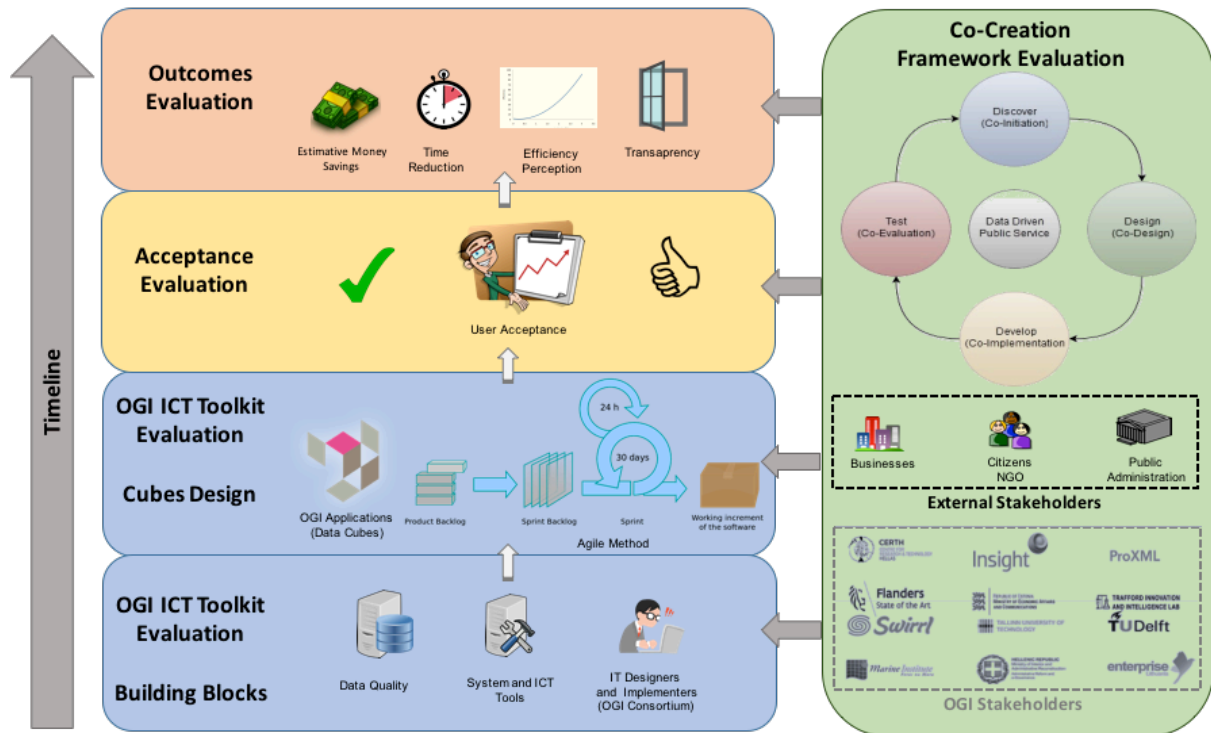 Timeline
Outcomes
Evaluation
Estimative Money
Savings
Time
Reduction
Efficiency
Perception
Transaprency
Acceptance
Evaluation
User Acceptance
OGI ICT Toolkit
Evaluation
Cubes Design
OGI Applications
(Data Cubes)
Product Backlog
Sprint Backlog
24 h
30 days
Sprint
Working increment
of the software
Agile Method
OGI ICT Toolkit
Evaluation
Building Blocks
Data Quality
System and ICT
Tools
IT Designers
and Implementers
(OGI Consortium)
Co-Creation
Framework Evaluation
Discover
(Co-Initiation)
Test
(Co-Evaluation)
Data Driven
Public Service
Design
(Co-Design)
Develop
(Co-Implementation
Businesses
Citizens
NGO
Public
Administration
External Stakeholders
CERTH
Insight
ProXML
Flanders
State of the Art
TRAFFORD INNOVATION
AND INTELLIGENCE LAB
Swirrl
TALLINN UNIVERSITY OF
TECHNOLOGY
TUDelft
Marine Institute
HELLENIC REPUBLIC
enterprise
OGI Stakeholders